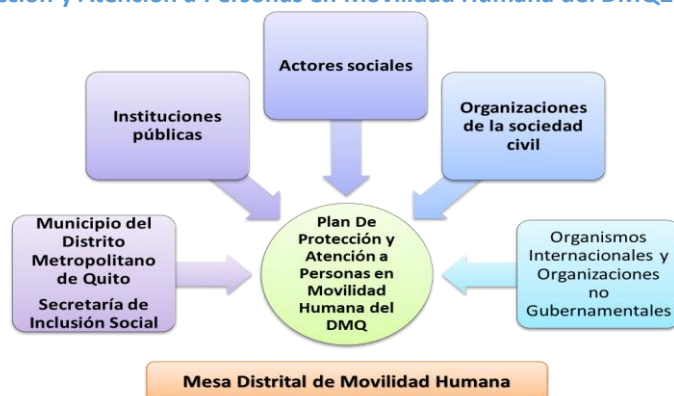 y Atención a Personas en Movilidad Humana del DMQ
Actores sociales
Instituciones
públicas
Organizaciones
de la sociedad
civil
Municipio del
Distrito
Metropolitano
de Quito
Secretaría de
Inclusión Social
Plan De
Protección y
Atención a
Personas en
Movilidad
Humana del
DMQ
Organismos
Internacionales y
Organizaciones
no
Gubernamentales
Mesa Distrital de Movilidad Humana